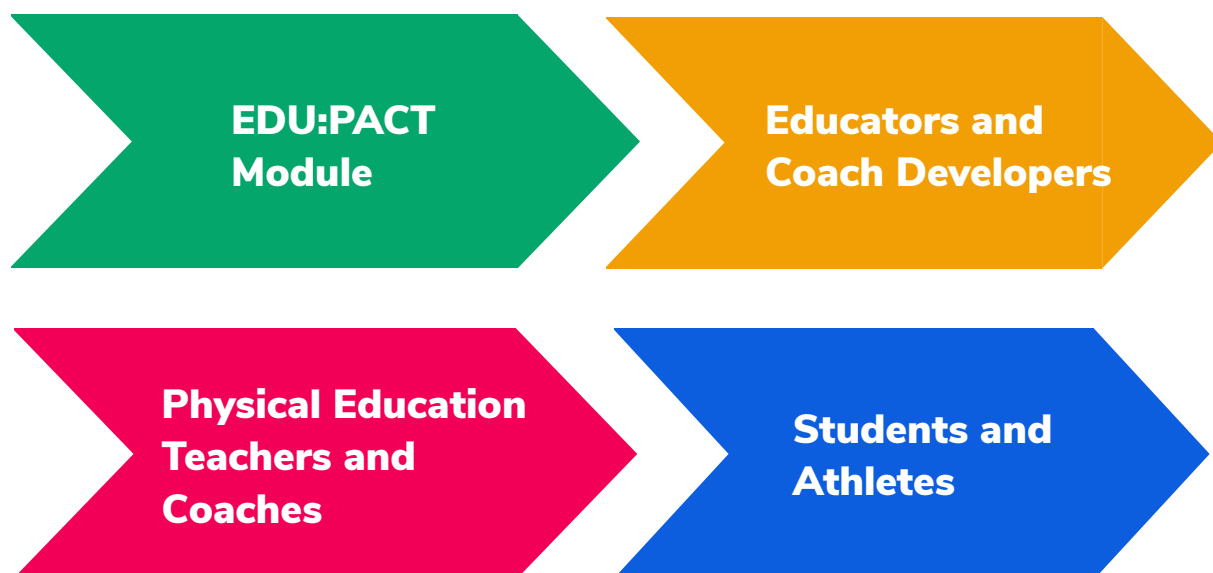 EDU:PACT
Module
Educators and
Coach Developers
Physical Education
Teachers and
Coaches
Students and
Athletes